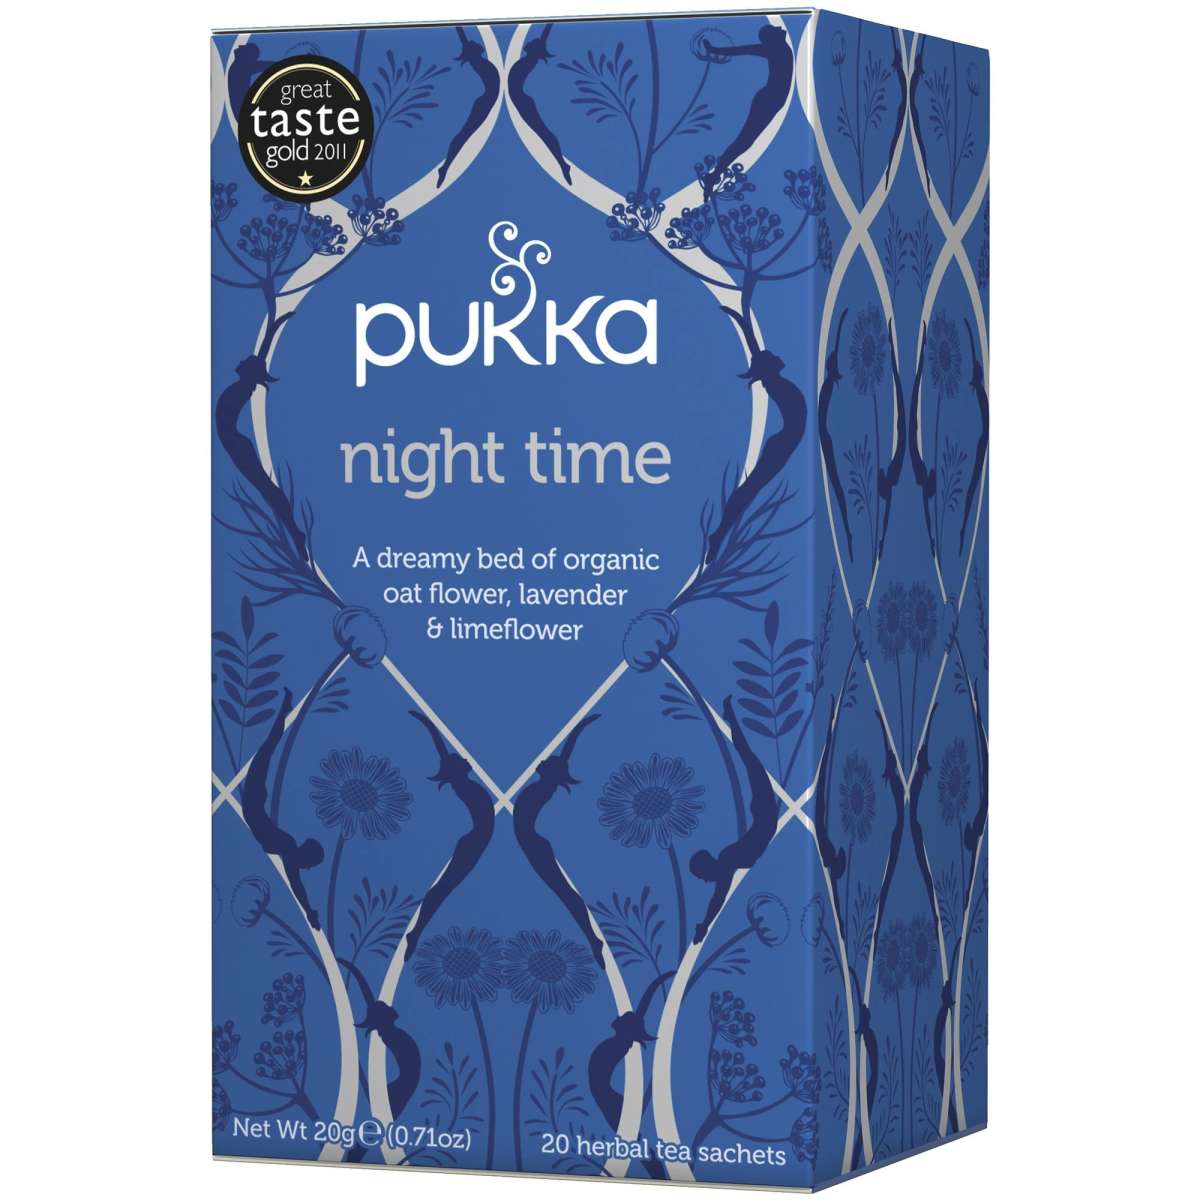 great
taste
gold 2011
pukka
night time
A dreamy bed of organic
oat flower, lavender
& limeflower
Net Wt 20g℮ (0.71oz)
20 herbal tea sachets